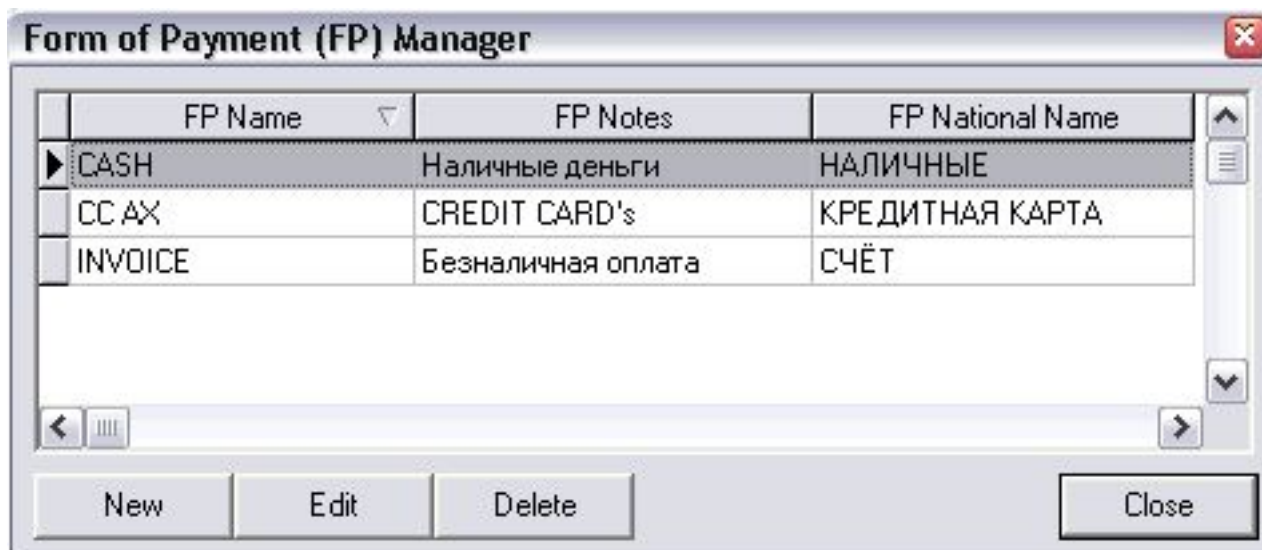 Form of Payment (FP) Manager
FP Name FP Notes FP National Name
CASH Наличные деньги НАЛИЧНЫЕ
CC AX CREDIT CARD's КРЕДИТНАЯ КАРТА
INVOICE Безналичная оплата СЧЁТ
New Edit Delete Close